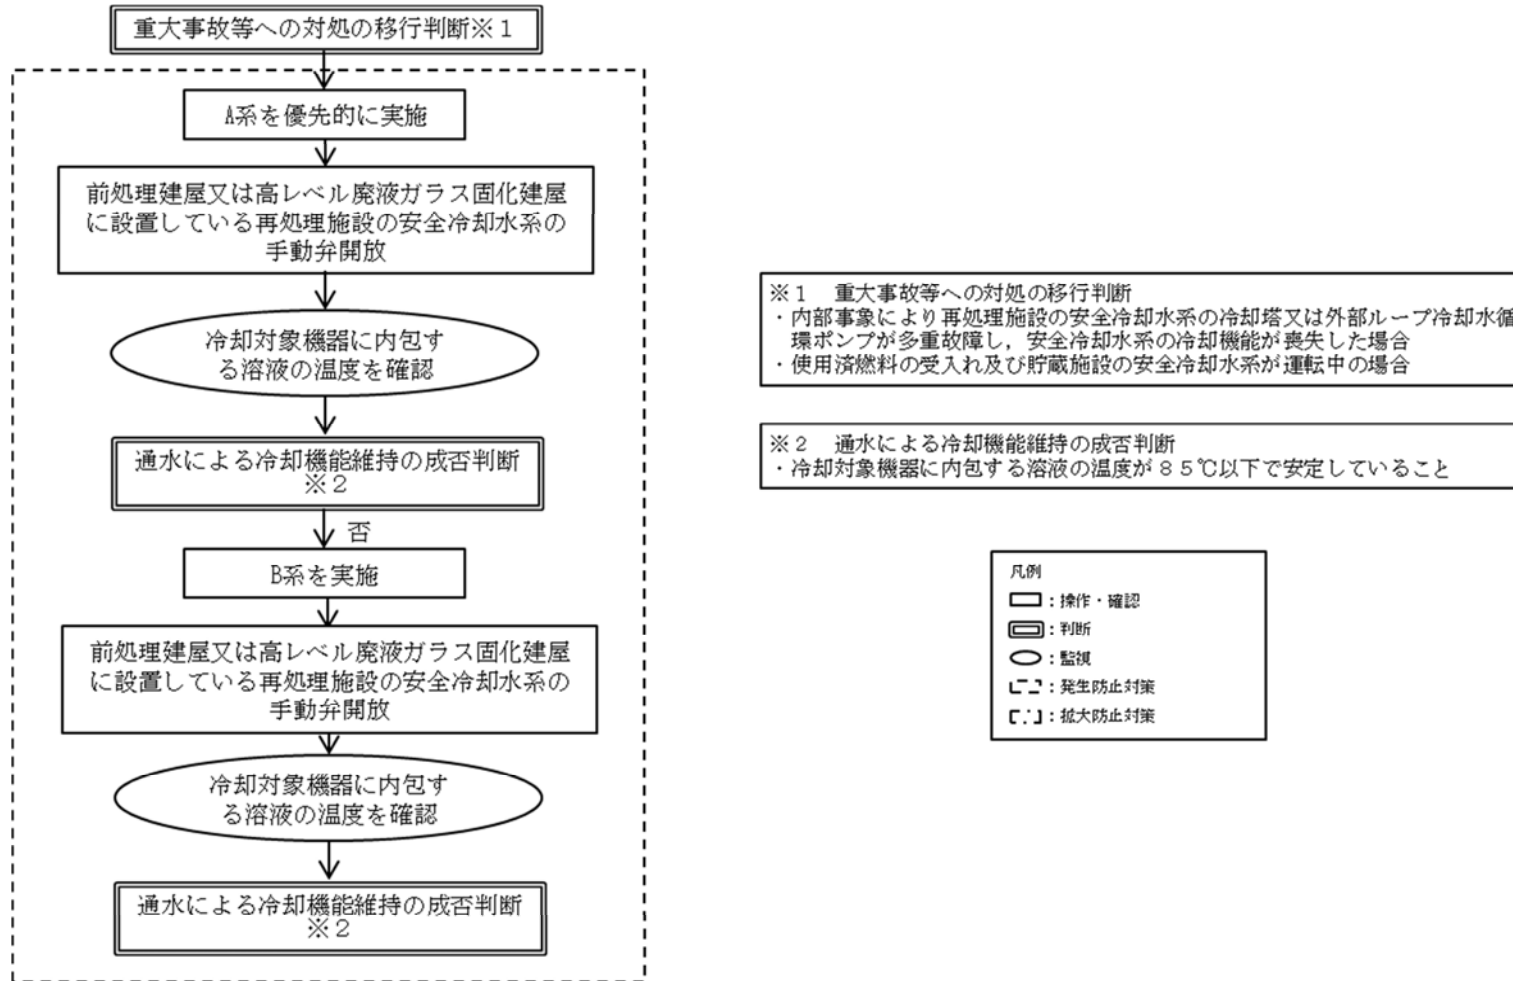 重大事故等への対処の移行判断※1
A系を優先的に実施
前処理建屋又は高レベル廃液ガラス固化建屋
に設置している再処理施設の安全冷却水系の
手動弁開放
冷却対象機器に内包す
る溶液の温度を確認
通水による冷却機能維持の成否判断
※2
否
B系を実施
前処理建屋又は高レベル廃液ガラス固化建屋
に設置している再処理施設の安全冷却水系の
手動弁開放
冷却対象機器に内包す
る溶液の温度を確認
通水による冷却機能維持の成否判断
※2
※1　重大事故等への対処の移行判断
・内部事象により再処理施設の安全冷却水系の冷却塔又は外部ループ冷却水循
環ポンプが多重故障し，安全冷却水系の冷却機能が喪失した場合
・使用済燃料の受入れ及び貯蔵施設の安全冷却水系が運転中の場合
※2　通水による冷却機能維持の成否判断
・冷却対象機器に内包する溶液の温度が85℃以下で安定していること
凡例
：操作・確認
：判断
：監視
：発生防止対策
：拡大防止対策